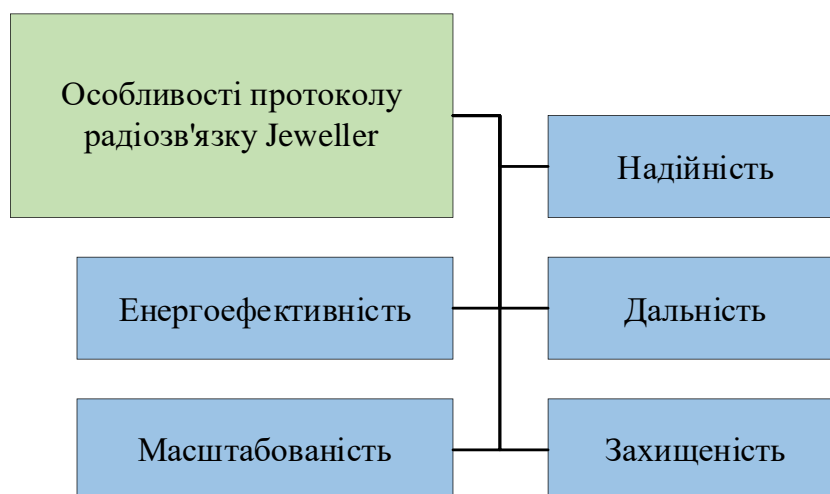 Особливості протоколу
радіозв'язку Jeweller
Надійність
Енергоефективність
Дальність
Масштабованість
Захищеність